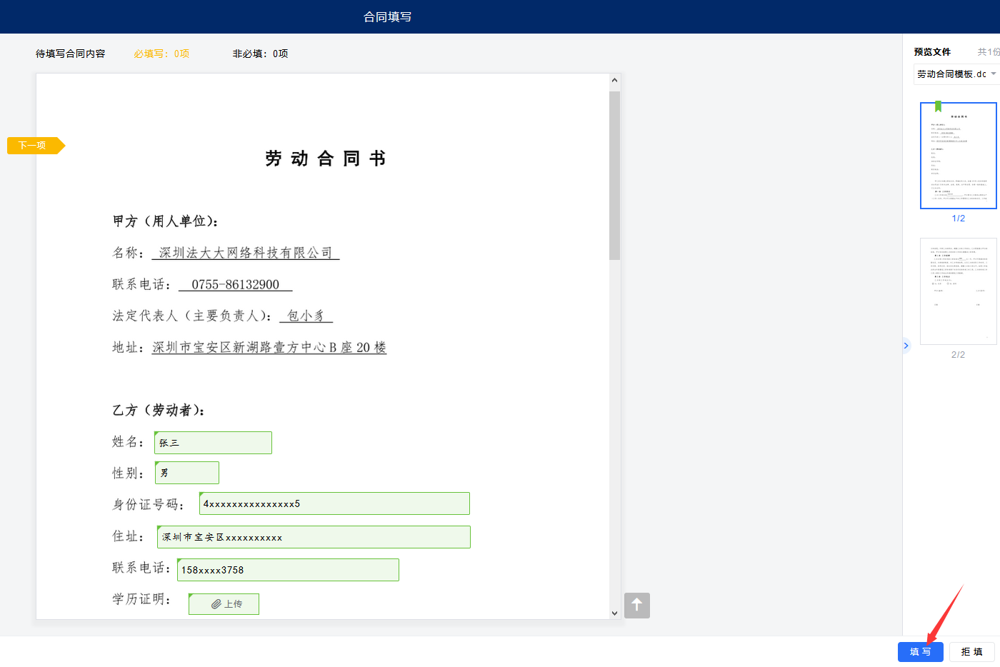 合同填写
待填写合同内容 必填写：0项 非必填：0项
预览文件 共1份
劳动合同模板.dc
下一项
劳动合同书
甲方（用人单位）：
名称： 深圳法大大网络科技有限公司
联系电话： 0755-86132900
法定代表人（主要负责人）： 包小豸
地址：深圳市宝安区新湖路壹方中心 B 座 20 楼
乙方（劳动者）：
姓名： 张三
性别： 男
身份证号码： 4xxxxxxxxxxxxxxx5
住址： 深圳市宝安区xxxxxxxxxx
联系电话： 158xxxx3758
学历证明： 上传
1/2
2/2
填写 拒填